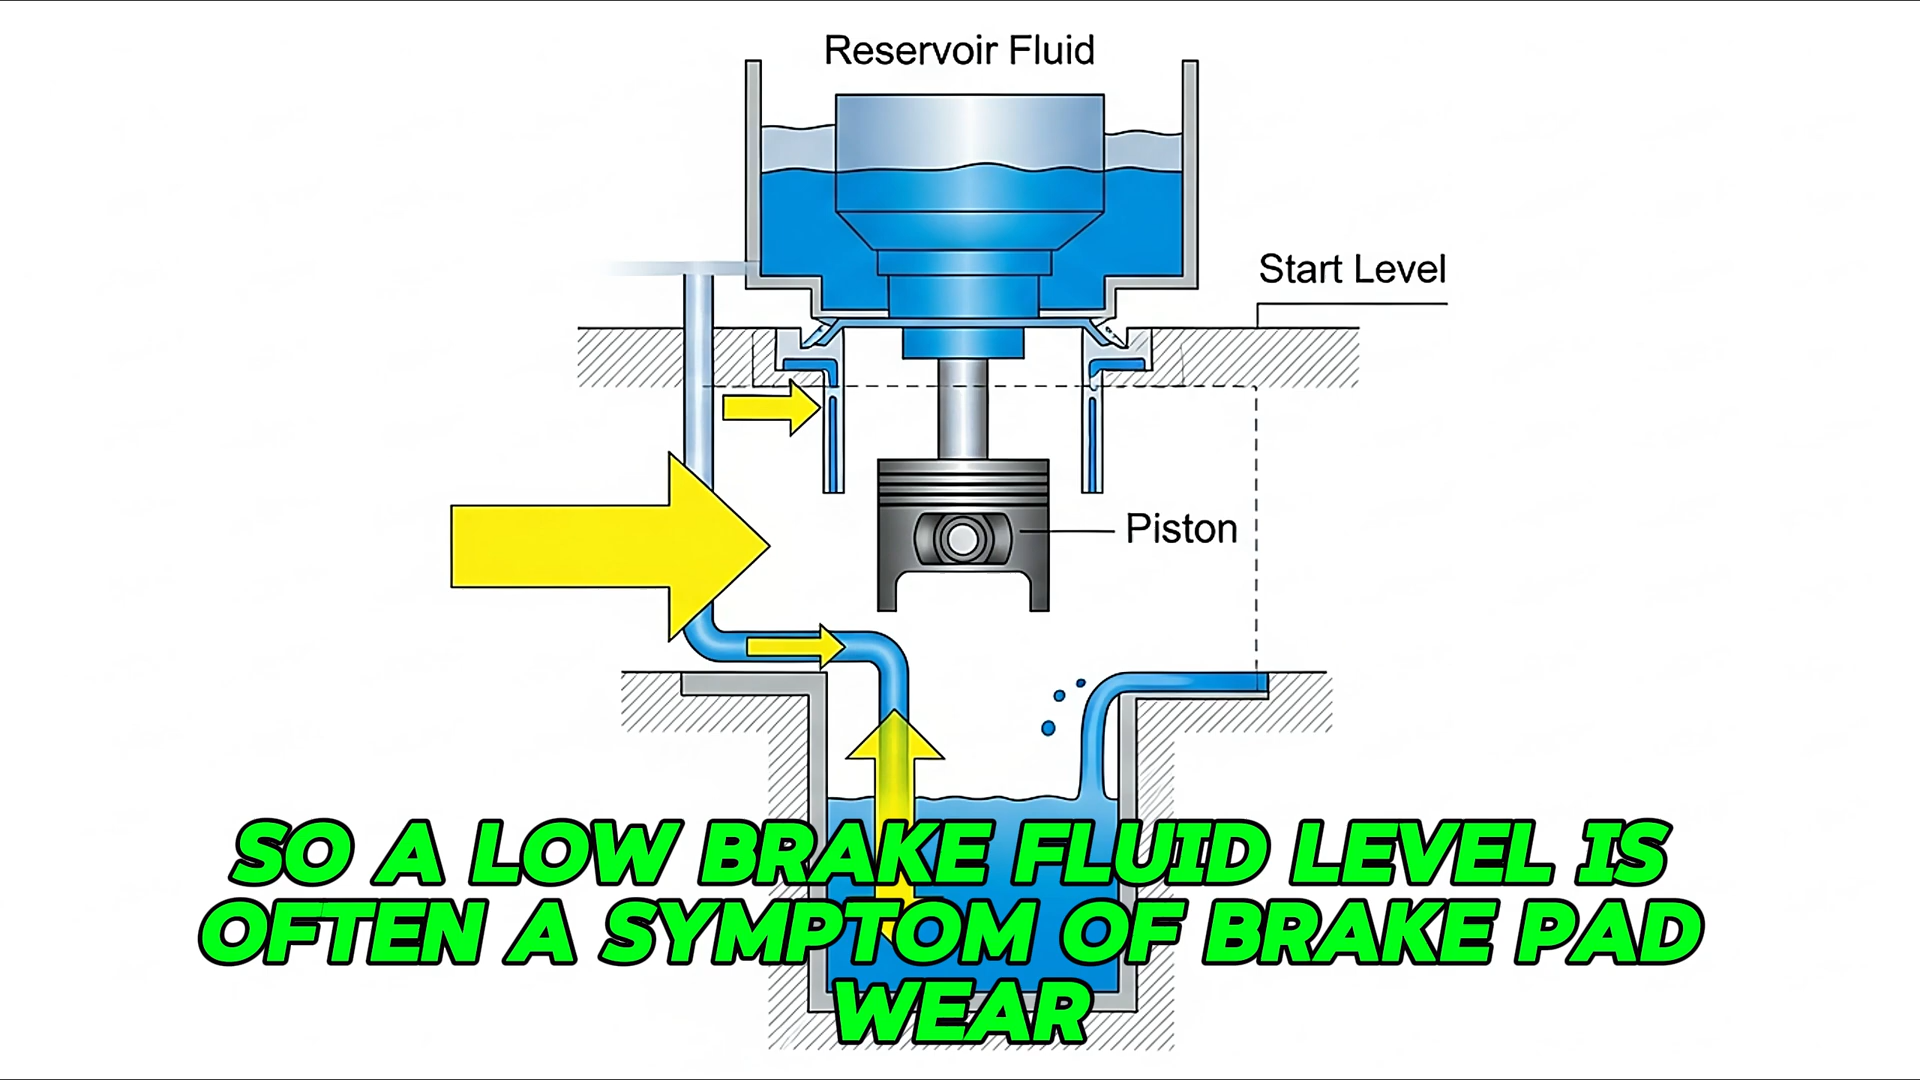 Reservoir Fluid
Start Level
Piston
SO A LOW BRAKE FLUID LEVEL IS
OFTEN A SYMPTOM OF BRAKE PAD
WEAR